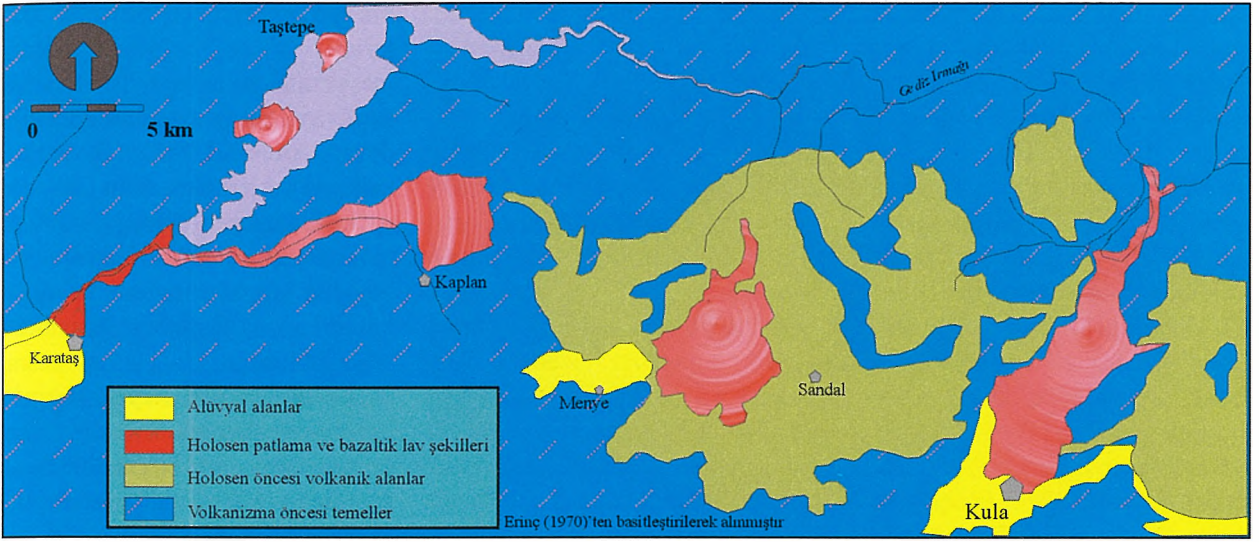 Taştepe
Gediz Irmağı
0 5 km
Kaplan
Karataş
Menye
Sandal
Kula
Alüvyal alanlar
Holosen patlama ve bazaltik lav şekilleri
Holosen öncesi volkanik alanlar
Volkanizma öncesi temeller
Erinç (1970)'ten basitleştirilerek alınmıştır